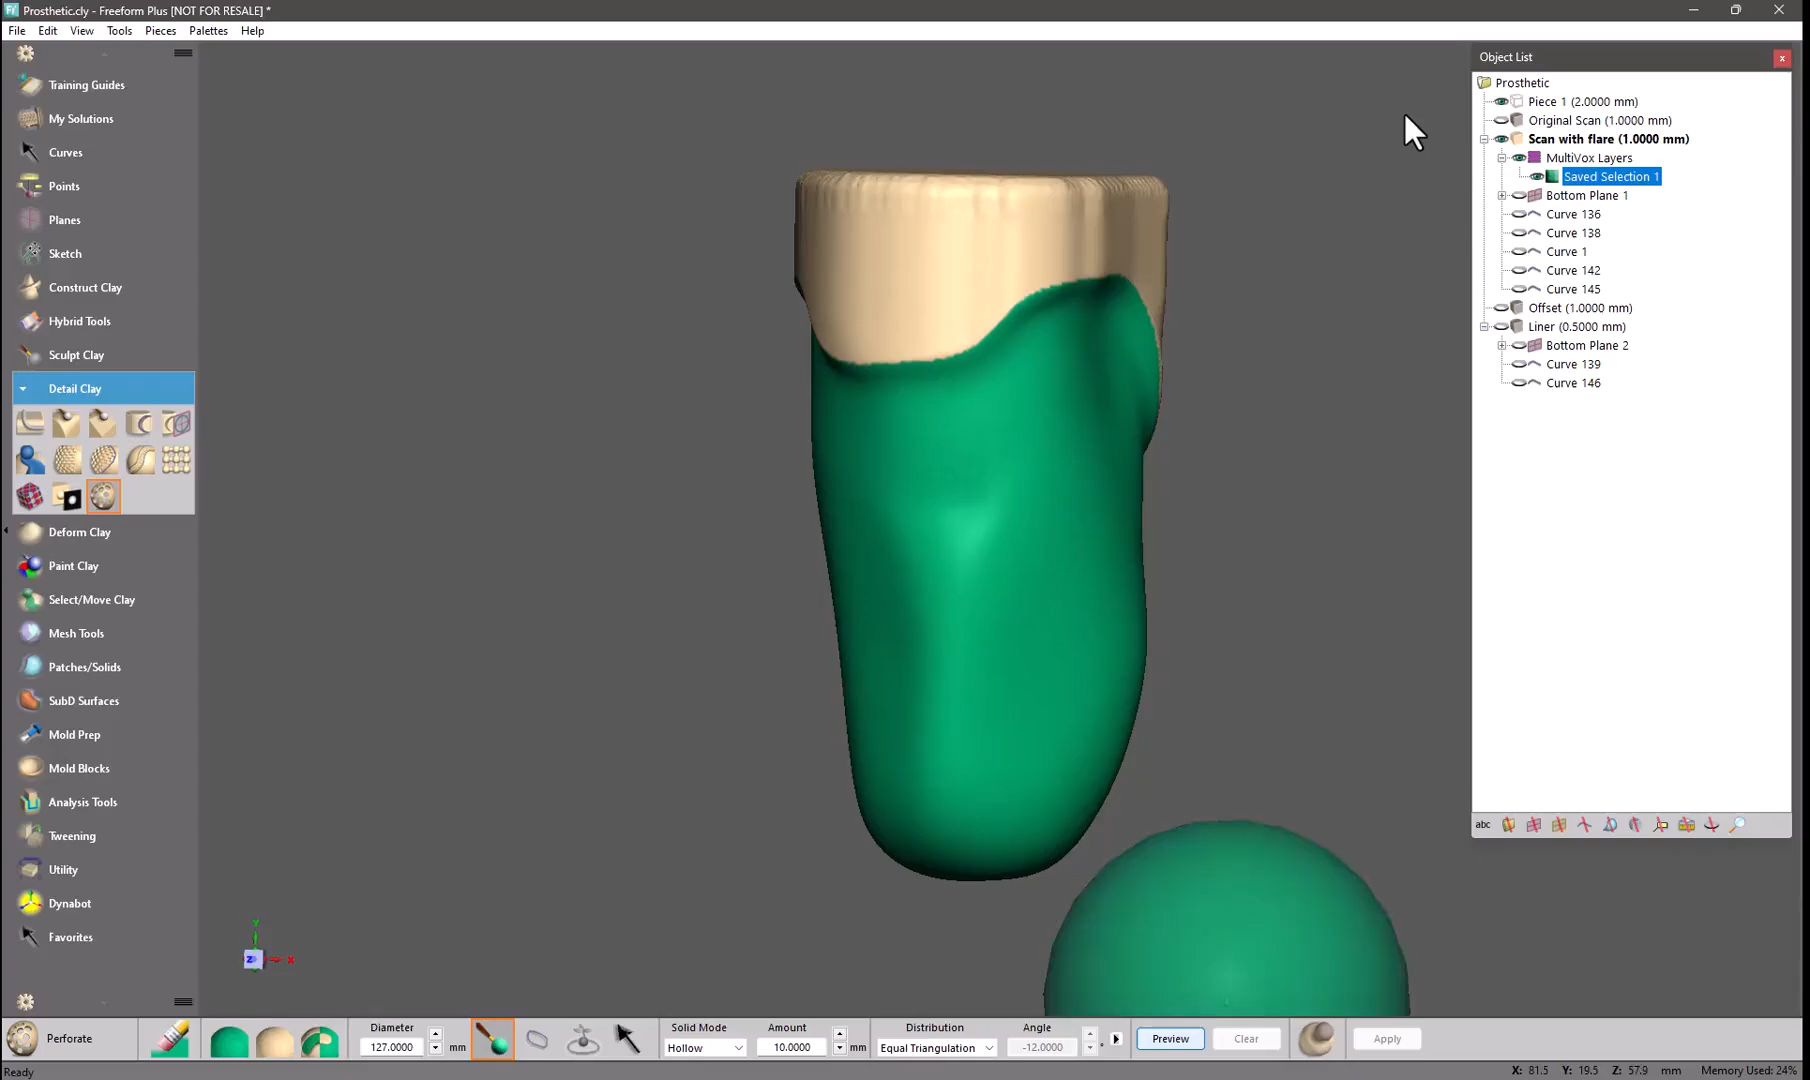 Prosthetic.cly - Freeform Plus [NOT FOR RESALE] *
File Edit View Tools Pieces Palettes Help
Training Guides
My Solutions
Curves
Points
Planes
Sketch
Construct Clay
Hybrid Tools
Sculpt Clay
Detail Clay
Deform Clay
Paint Clay
Select/Move Clay
Mesh Tools
Patches/Solids
SubD Surfaces
Mold Prep
Mold Blocks
Analysis Tools
Tweening
Utility
Dynabot
Favorites
Y
Z
X
Object List
Prosthetic
Piece 1 (2.0000 mm)
Original Scan (1.0000 mm)
Scan with flare (1.0000 mm)
MultiVox Layers
Saved Selection 1
Bottom Plane 1
Curve 136
Curve 138
Curve 1
Curve 142
Curve 145
Offset (1.0000 mm)
Liner (0.5000 mm)
Bottom Plane 2
Curve 139
Curve 146
abc
Perforate
Diameter
127.0000 mm
Solid Mode
Hollow
Amount
10.0000 mm
Distribution
Equal Triangulation
Angle
-12.0000 °
Preview
Clear
Apply
Ready
X: 81.5 Y: 19.5 Z: 57.9 mm Memory Used: 24%